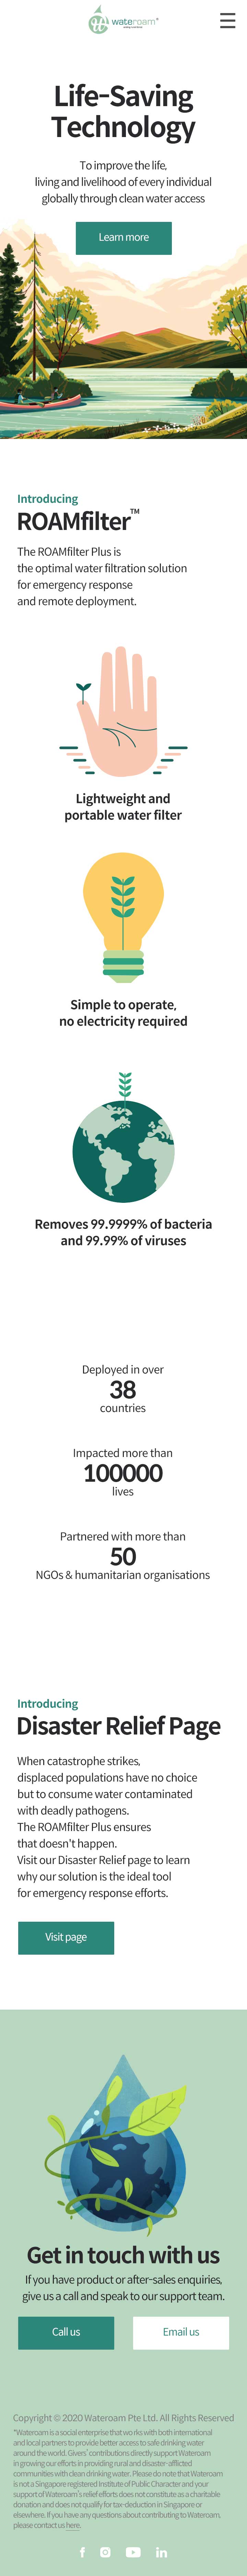 wateroam
Life-Saving
Technology
To improve the life,
living and livelihood of every individual
globally through clean water access
Learn more
Introducing
ROAMfilter™
The ROAMfilter Plus is
the optimal water filtration solution
for emergency response
and remote deployment.
Lightweight and
portable water filter
Simple to operate,
no electricity required
Removes 99.9999% of bacteria
and 99.99% of viruses
Deployed in over
38
countries
Impacted more than
100000
lives
Partnered with more than
50
NGOs & humanitarian organisations
Introducing
Disaster Relief Page
When catastrophe strikes,
displaced populations have no choice
but to consume water contaminated
with deadly pathogens.
The ROAMfilter Plus ensures
that doesn't happen.
Visit our Disaster Relief page to learn
why our solution is the ideal tool
for emergency response efforts.
Visit page
Get in touch with us
If you have product or after-sales enquiries,
give us a call and speak to our support team.
Call us
Email us
Copyright © 2020 Wateroam Pte Ltd. All Rights Reserved
*Wateroam is a social enterprise that works with both international
and local partners to provide better access to safe drinking water
around the world. Givers' contributions directly support Wateroam
in growing our efforts in providing rural and disaster-afflicted
communities with clean drinking water. Please do note that Wateroam
is not a Singapore registered Institute of Public Character and your
support of Wateroam's relief efforts does not constitute as a charitable
donation and does not qualify for tax-deduction in Singapore or
elsewhere. If you have any questions about contributing to Wateroam,
please contact us here.